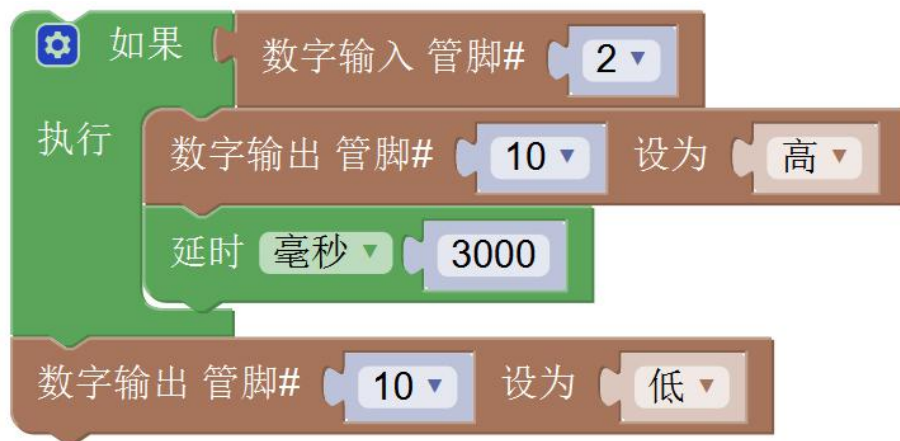 如果 数字输入 管脚# 2
执行 数字输出 管脚# 10 设为 高
延时 毫秒 3000
数字输出 管脚# 10 设为 低